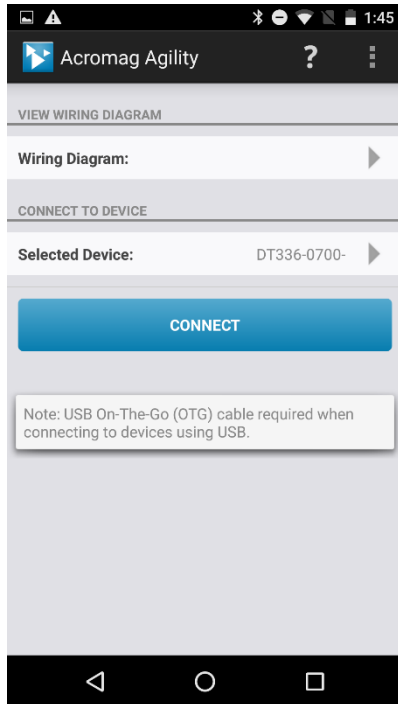 1:45
Acromag Agility ?
VIEW WIRING DIAGRAM
Wiring Diagram:
CONNECT TO DEVICE
Selected Device: DT336-0700-
CONNECT
Note: USB On-The-Go (OTG) cable required when
connecting to devices using USB.